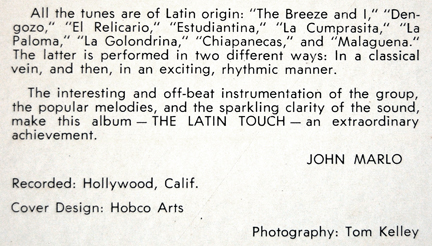 All the tunes are of Latin origin: "The Breeze and I," "Den-
gozo," "El Relicario," "Estudiantina," "La Cumprasita," "La
Paloma," "La Golondrina," "Chiapanecas," and "Malaguena."
The latter is performed in two different ways: In a classical
vein, and then, in an exciting, rhythmic manner.
The interesting and off-beat instrumentation of the group,
the popular melodies, and the sparkling clarity of the sound,
make this album — THE LATIN TOUCH — an extraordinary
achievement.
JOHN MARLO
Recorded: Hollywood, Calif.
Cover Design: Hobco Arts
Photography: Tom Kelley